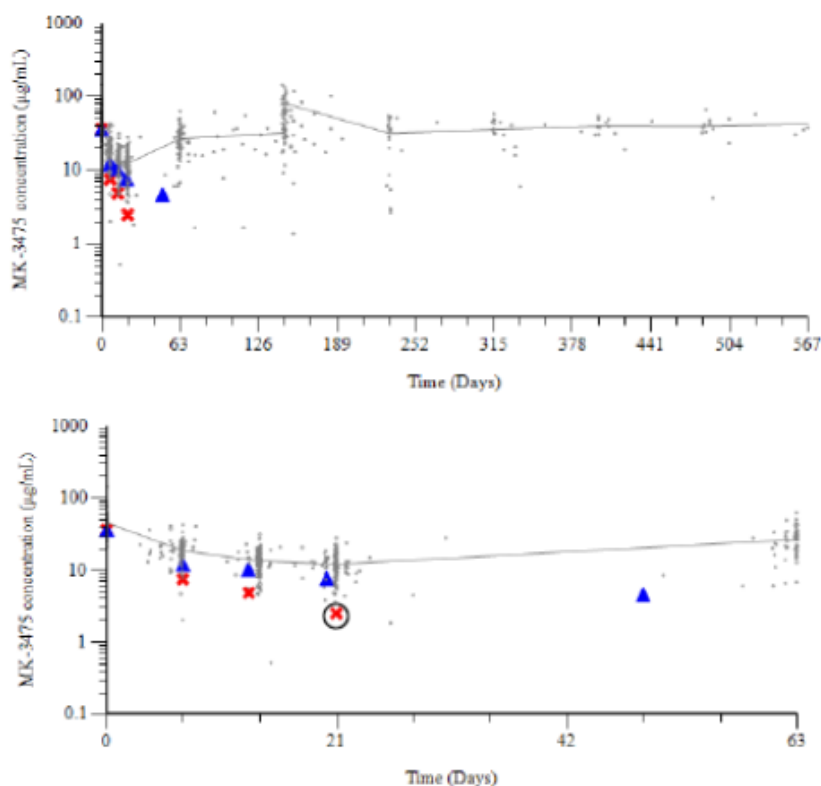 1000
100
10
1
0.1
MK-3475 concentration (µg/mL)
0 63 126 189 252 315 378 441 504 567
Time (Days)
1000
100
10
1
0.1
MK-3475 concentration (µg/mL)
0 21 42 63
Time (Days)